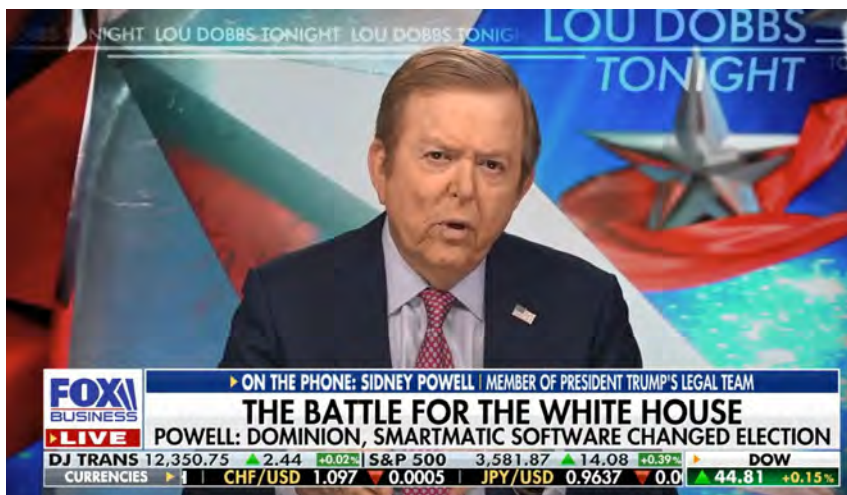 NIGHT LOU DOBBS TONIGHT LOU DOBBS TONIG
LOU DOBBS
TONIGHT
ON THE PHONE: SIDNEY POWELL | MEMBER OF PRESIDENT TRUMP'S LEGAL TEAM
FOX
BUSINESS
LIVE
THE BATTLE FOR THE WHITE HOUSE
POWELL: DOMINION, SMARTMATIC SOFTWARE CHANGED ELECTION
DJ TRANS 12,350.75 ▲ 2.44 +0.02% | S&P 500 3,581.87 ▲ 14.08 +0.39% DOW
CURRENCIES CHF/USD 1.097 ▼ 0.0005 | JPY/USD 0.9637 ▼ 0.0 ▲ 44.81 +0.15%